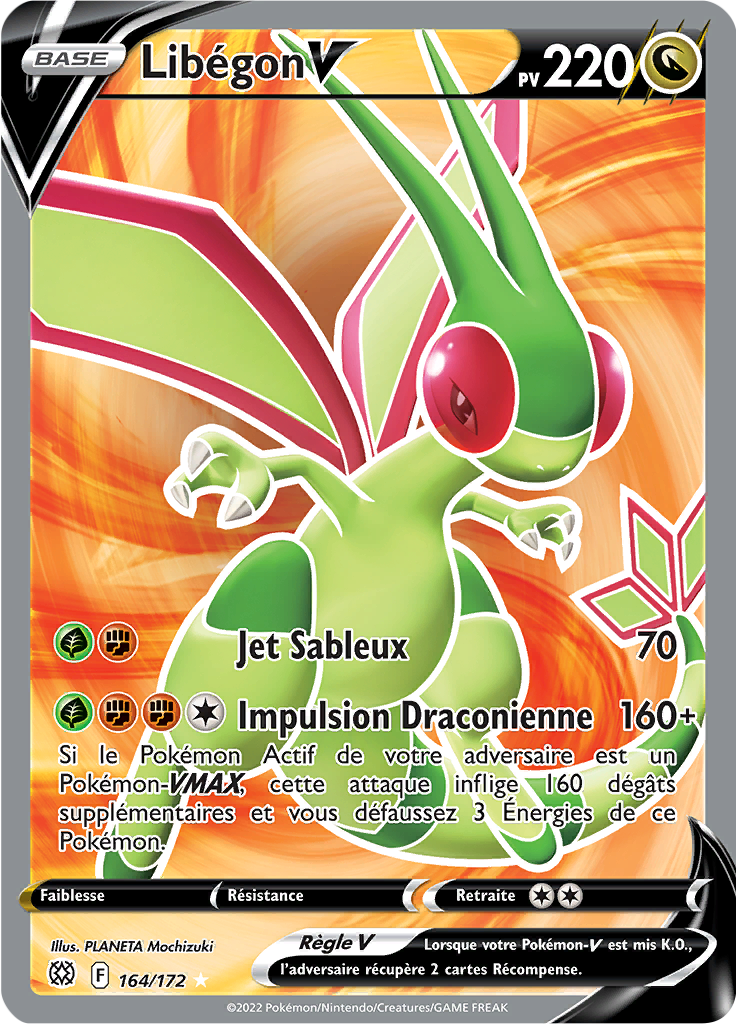 BASE Libégon V PV 220
Jet Sableux 70
Impulsion Draconienne 160+
Si le Pokémon Actif de votre adversaire est un
Pokémon-VMAX, cette attaque inflige 160 dégâts
supplémentaires et vous défaussez 3 Énergies de ce
Pokémon.
Faiblesse Résistance Retraite
Illus. PLANETA Mochizuki
Règle V Lorsque votre Pokémon-V est mis K.O.,
l'adversaire récupère 2 cartes Récompense.
F 164/172
©2022 Pokémon/Nintendo/Creatures/GAME FREAK